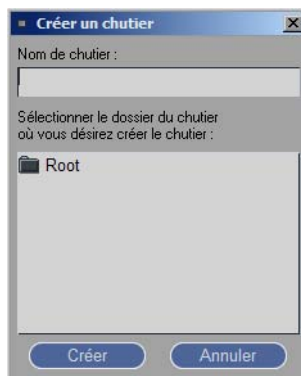 Créer un chutier
Nom de chutier :
Sélectionner le dossier du chutier
où vous désirez créer le chutier :
Root
Créer
Annuler